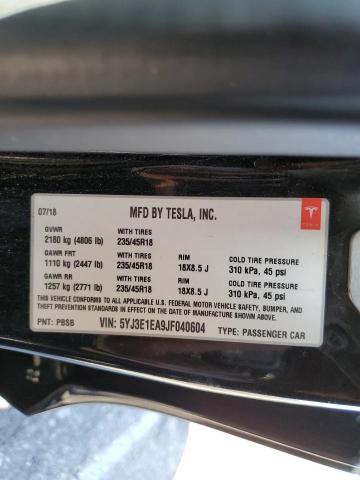 07/18 MFD BY TESLA, INC.
TESLA
GVWR WITH TIRES
2180 kg (4806 lb) 235/45R18
GAWR FRT WITH TIRES RIM COLD TIRE PRESSURE
1110 kg (2447 lb) 235/45R18 18X8.5 J 310 kPa, 45 psi
GAWR RR WITH TIRES RIM COLD TIRE PRESSURE
1257 kg (2771 lb) 235/45R18 18X8.5 J 310 kPa, 45 psi
THIS VEHICLE CONFORMS TO ALL APPLICABLE U.S. FEDERAL MOTOR VEHICLE SAFETY, BUMPER, AND
THEFT PREVENTION STANDARDS IN EFFECT ON THE DATE OF MANUFACTURE SHOWN ABOVE.
PNT: PBSB VIN: 5YJ3E1EA9JF040604 TYPE: PASSENGER CAR